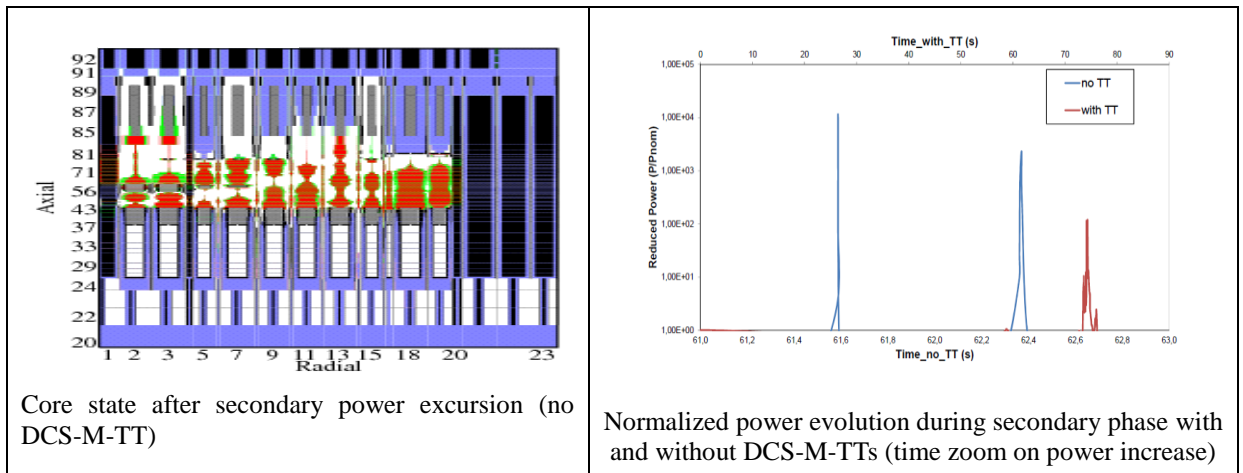 92
91
89
87
85
81
71
56
43
37
33
29
24
22
20
Axial
1 2 3 5 7 9 11 13 15 18 20 23
Radial
Core state after secondary power excursion (no
DCS-M-TT)
Time_with_TT (s)
0 10 20 30 40 50 60 70 80 90
1,00E+05
1,00E+04
1,00E+03
1,00E+02
1,00E+01
1,00E+00
Reduced Power (P/Pnom)
no TT
with TT
61,0 61,2 61,4 61,6 61,8 62,0 62,2 62,4 62,6 62,8 63,0
Time_no_TT (s)
Normalized power evolution during secondary phase with
and without DCS-M-TTs (time zoom on power increase)